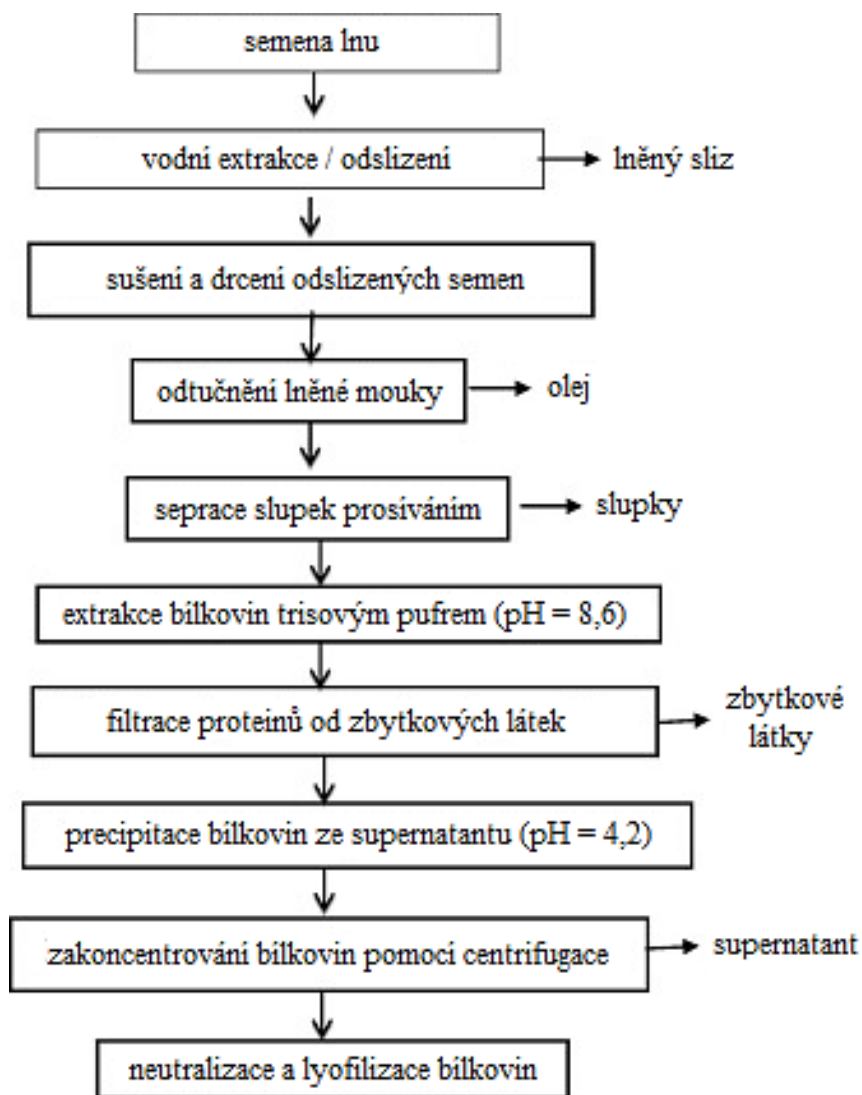 semena lnu
vodní extrakce / odslizení
lněný sliz
sušení a drcení odslizených semen
odtučnění lněné mouky
olej
seprace slupek prosíváním
slupky
extrakce bílkovin trisovým pufrem (pH = 8,6)
filtrace proteinů od zbytkových látek
zbytkové
látky
precipitace bílkovin ze supernatantu (pH = 4,2)
zakoncentrování bílkovin pomocí centrifugace
supernatant
neutralizace a lyofilizace bílkovin